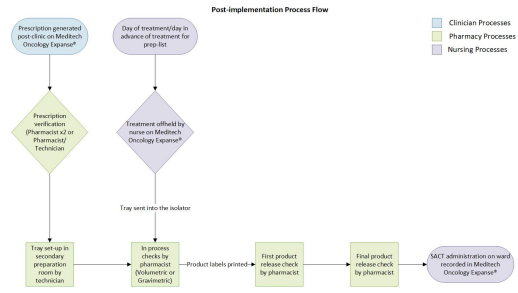 Post-implementation Process Flow
Prescription generated
post-clinic on Meditech
Oncology Expanse®
Day of treatment/day in
advance of treatment for
prep-list
Clinician Processes
Pharmacy Processes
Nursing Processes
Prescription
verification
(Pharmacist x2 or
Pharmacist/
Technician
Treatment offheld by
nurse on Meditech
Oncology Expanse®
Tray sent into the isolator
Tray set-up in
secondary
preparation
room by
technician
In process
checks by
pharmacist
(Volumetric or
Gravimetric)
Product labels printed
First product
release check
by pharmacist
Final product
release check
by pharmacist
SACT administration on ward
recorded in Meditech
Oncology Expanse®